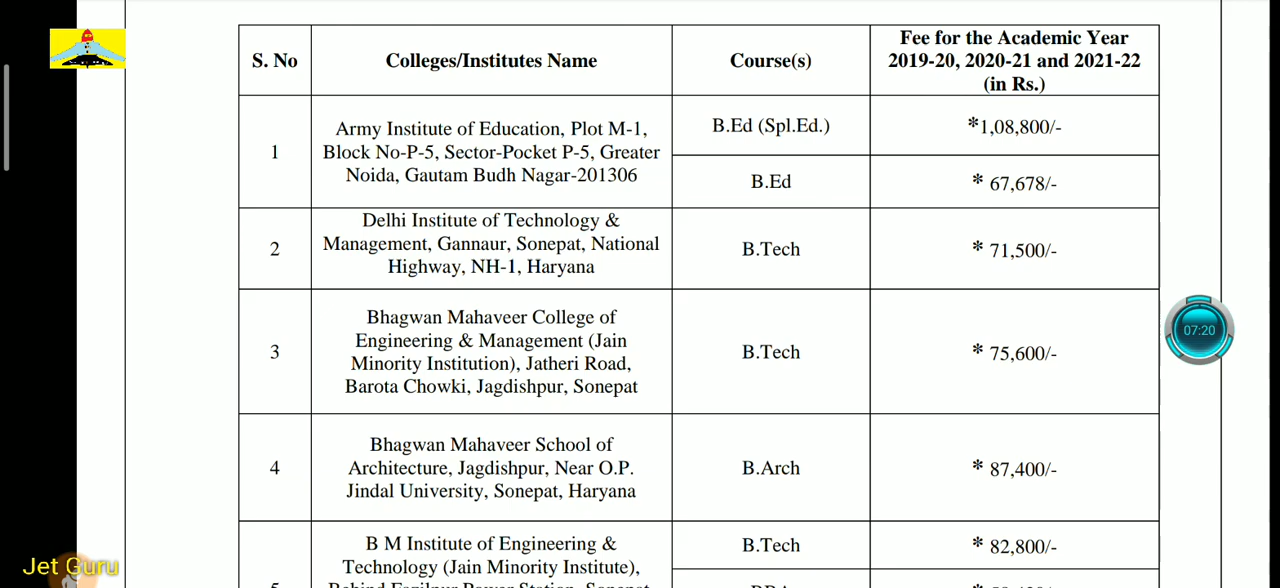 S. No
Colleges/Institutes Name
Course(s)
Fee for the Academic Year
2019-20, 2020-21 and 2021-22
(in Rs.)
1
Army Institute of Education, Plot M-1,
Block No-P-5, Sector-Pocket P-5, Greater
Noida, Gautam Budh Nagar-201306
B.Ed (Spl.Ed.)
*1,08,800/-
B.Ed
* 67,678/-
2
Delhi Institute of Technology &
Management, Gannaur, Sonepat, National
Highway, NH-1, Haryana
B.Tech
* 71,500/-
3
Bhagwan Mahaveer College of
Engineering & Management (Jain
Minority Institution), Jatheri Road,
Barota Chowki, Jagdishpur, Sonepat
B.Tech
* 75,600/-
07:20
4
Bhagwan Mahaveer School of
Architecture, Jagdishpur, Near O.P.
Jindal University, Sonepat, Haryana
B.Arch
* 87,400/-
B M Institute of Engineering &
Technology (Jain Minority Institute),
Behind Fazilpur Power Station, Sonepat
B.Tech
* 82,800/-
Jet Guru